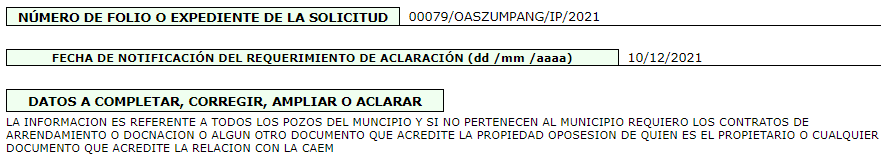 NÚMERO DE FOLIO O EXPEDIENTE DE LA SOLICITUD 00079/OASZUMPANG/IP/2021
FECHA DE NOTIFICACIÓN DEL REQUERIMIENTO DE ACLARACIÓN (dd /mm /aaaa) 10/12/2021
DATOS A COMPLETAR, CORREGIR, AMPLIAR O ACLARAR
LA INFORMACION ES REFERENTE A TODOS LOS POZOS DEL MUNCIPIO Y SI NO PERTENECEN AL MUNICIPIO REQUIERO LOS CONTRATOS DE
ARRENDAMIENTO O DOCNACION O ALGUN OTRO DOCUMENTO QUE ACREDITE LA PROPIEDAD OPOSESION DE QUIEN ES EL PROPIETARIO O CUALQUIER
DOCUMENTO QUE ACREDITE LA RELACION CON LA CAEM